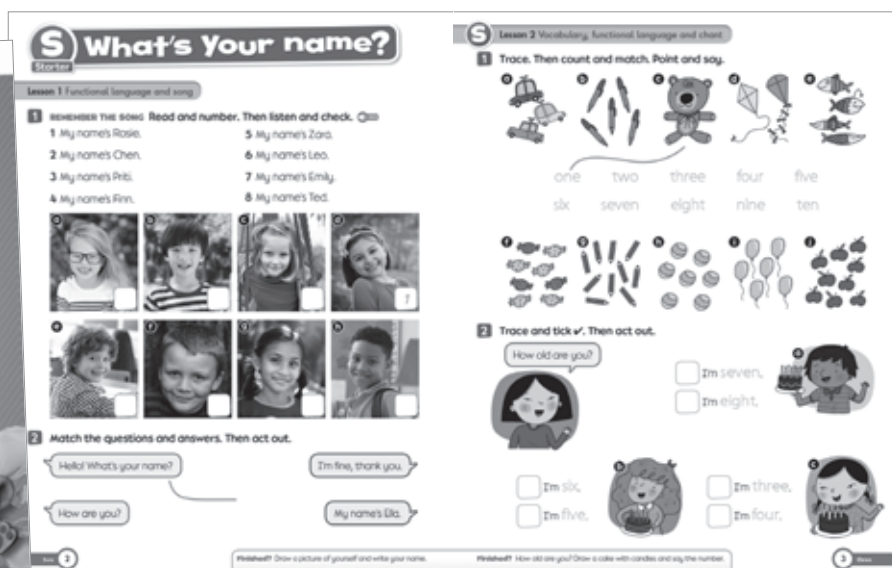 S What's your name?
Starter
Lesson 1 Functional language and song
1 REMEMBER THE SONG Read and number. Then listen and check.
1 My name's Rosie.
2 My name's Chen.
3 My name's Priti.
4 My name's Finn.
5 My name's Zara.
6 My name's Leo.
7 My name's Emily.
8 My name's Ted.
a
b
c
d
1
e
f
g
h
2 Match the questions and answers. Then act out.
Hello! What's your name?
I'm fine, thank you.
How are you?
My name's Ella.
two 2
Finished? Draw a picture of yourself and write your name.
S Lesson 2 Vocabulary, functional language and chant
1 Trace. Then count and match. Point and say.
a b c d e
one two three four five
six seven eight nine ten
f g h i j
2 Trace and tick ✔. Then act out.
How old are you?
a
I'm seven.
I'm eight.
b
I'm six.
I'm five.
c
I'm three.
I'm four.
Finished? How old are you? Draw a cake with candles and say the number.
3 three